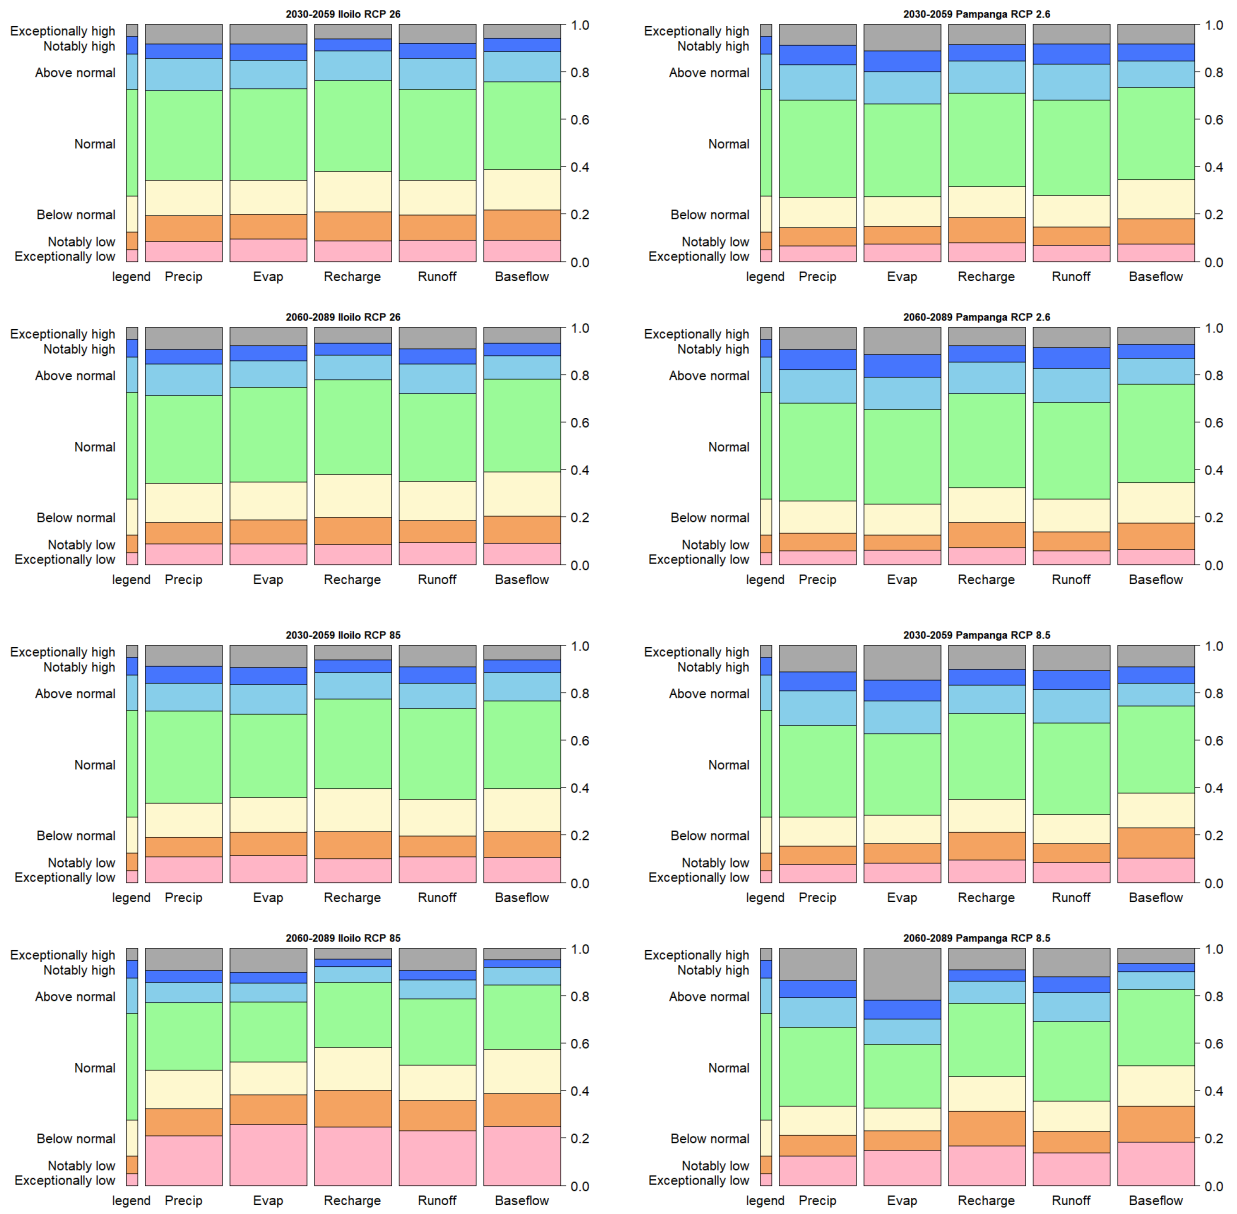 2030-2059 Iloilo RCP 26
Exceptionally high
Notably high
Above normal
Normal
Below normal
Notably low
Exceptionally low
1.0
0.8
0.6
0.4
0.2
0.0
legend Precip Evap Recharge Runoff Baseflow
2030-2059 Pampanga RCP 2.6
Exceptionally high
Notably high
Above normal
Normal
Below normal
Notably low
Exceptionally low
1.0
0.8
0.6
0.4
0.2
0.0
legend Precip Evap Recharge Runoff Baseflow
2060-2089 Iloilo RCP 26
Exceptionally high
Notably high
Above normal
Normal
Below normal
Notably low
Exceptionally low
1.0
0.8
0.6
0.4
0.2
0.0
legend Precip Evap Recharge Runoff Baseflow
2060-2089 Pampanga RCP 2.6
Exceptionally high
Notably high
Above normal
Normal
Below normal
Notably low
Exceptionally low
1.0
0.8
0.6
0.4
0.2
0.0
legend Precip Evap Recharge Runoff Baseflow
2030-2059 Iloilo RCP 85
Exceptionally high
Notably high
Above normal
Normal
Below normal
Notably low
Exceptionally low
1.0
0.8
0.6
0.4
0.2
0.0
legend Precip Evap Recharge Runoff Baseflow
2030-2059 Pampanga RCP 8.5
Exceptionally high
Notably high
Above normal
Normal
Below normal
Notably low
Exceptionally low
1.0
0.8
0.6
0.4
0.2
0.0
legend Precip Evap Recharge Runoff Baseflow
2060-2089 Iloilo RCP 85
Exceptionally high
Notably high
Above normal
Normal
Below normal
Notably low
Exceptionally low
1.0
0.8
0.6
0.4
0.2
0.0
legend Precip Evap Recharge Runoff Baseflow
2060-2089 Pampanga RCP 8.5
Exceptionally high
Notably high
Above normal
Normal
Below normal
Notably low
Exceptionally low
1.0
0.8
0.6
0.4
0.2
0.0
legend Precip Evap Recharge Runoff Baseflow